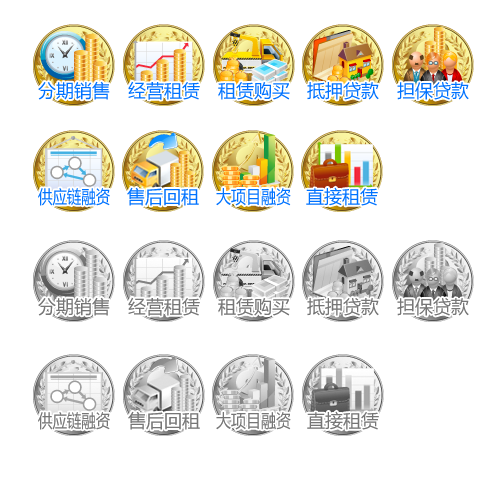 分期销售 经营租赁 租赁购买 抵押贷款 担保贷款
供应链融资 售后回租 大项目融资 直接租赁
分期销售 经营租赁 租赁购买 抵押贷款 担保贷款
供应链融资 售后回租 大项目融资 直接租赁